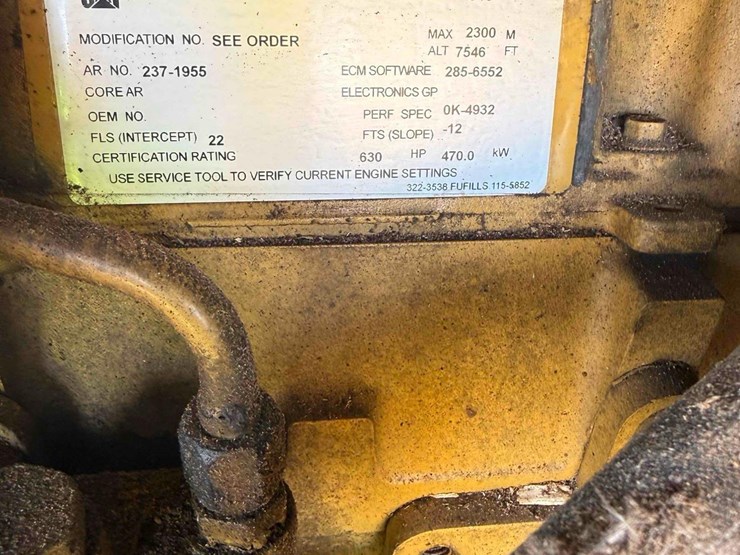 MODIFICATION NO. SEE ORDER
MAX 2300 M
ALT 7546 FT
AR NO. 237-1955
ECM SOFTWARE 285-6552
CORE AR
ELECTRONICS GP
OEM NO.
PERF SPEC 0K-4932
FLS (INTERCEPT) 22
FTS (SLOPE) -12
CERTIFICATION RATING 630 HP 470.0 kW
USE SERVICE TOOL TO VERIFY CURRENT ENGINE SETTINGS
322-3536 FUFILLS 115-5852